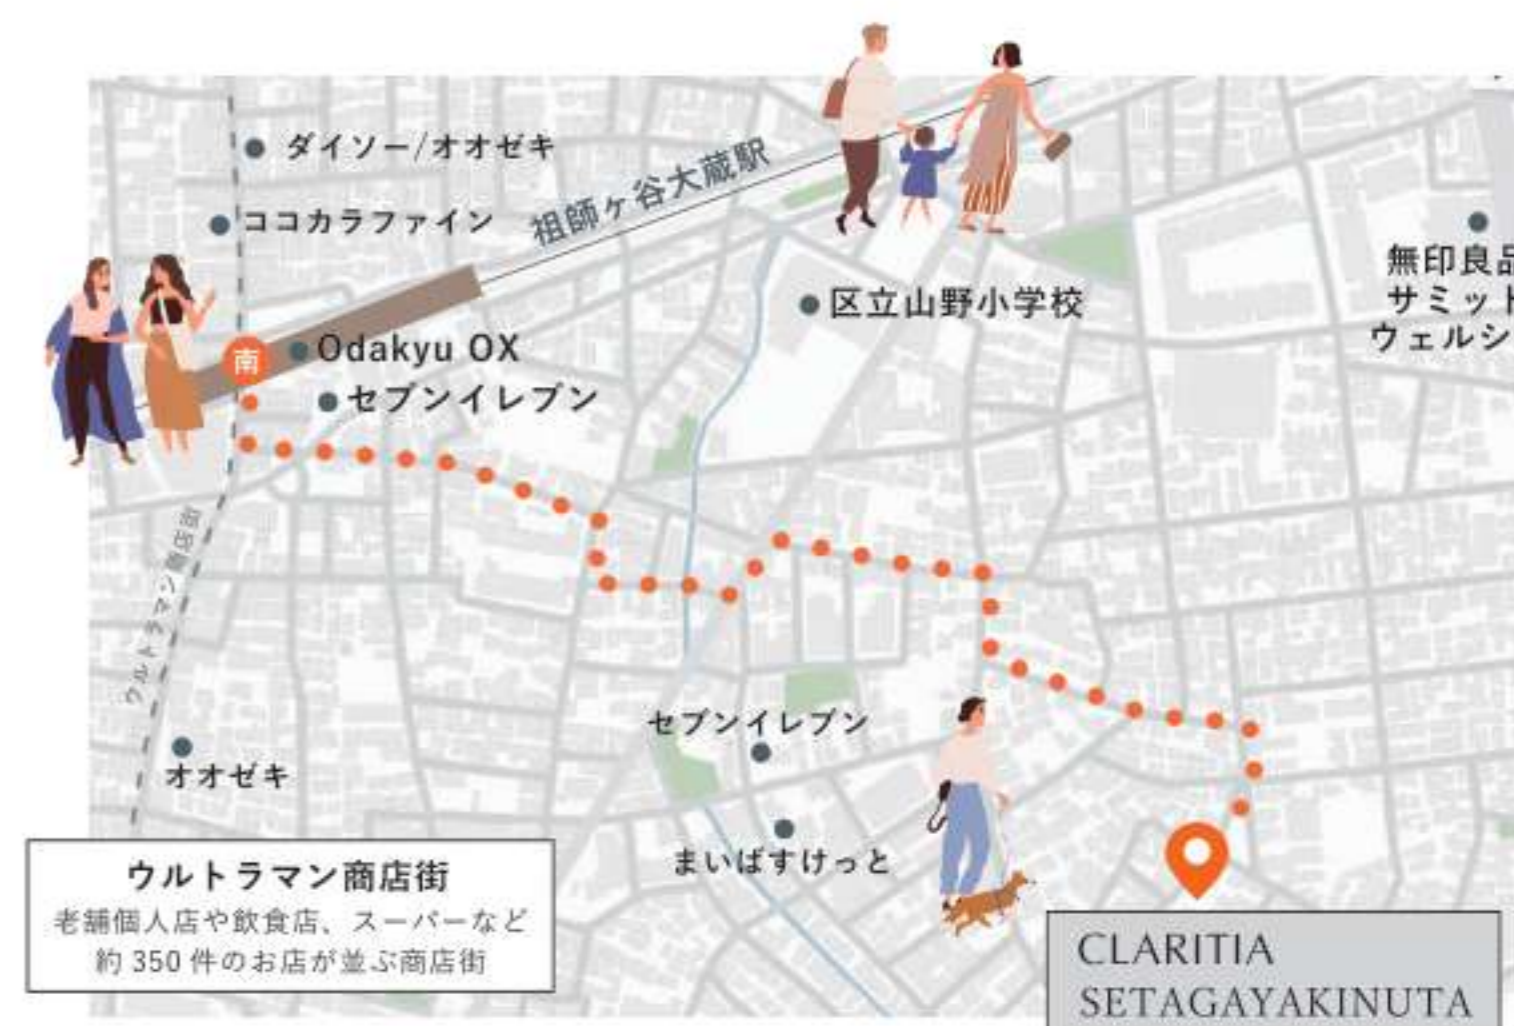 ダイソー/オオゼキ
祖師ヶ谷大蔵駅
ココカラファイン
無印良品
サミット
ウェルシ
区立山野小学校
南
Odakyu OX
セブンイレブン
ウルトラマン商店街
セブンイレブン
オオゼキ
まいばすけっと
ウルトラマン商店街
老舗個人店や飲食店、スーパーなど
約 350 件のお店が並ぶ商店街
CLARITIA
SETAGAYAKINUTA